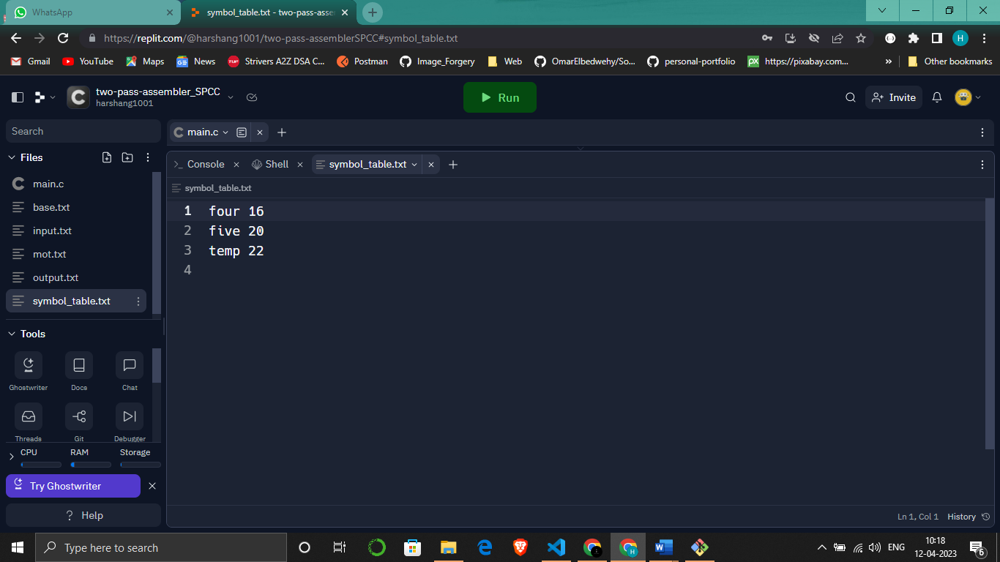 WhatsApp
symbol_table.txt - two-pass-asse
https://replit.com/@harshang1001/two-pass-assemblerSPCC#symbol_table.txt
H
Gmail
YouTube
Maps
News
Strivers A2Z DSA C...
Postman
Image_Forgery
Web
OmarElbedwehy/So...
personal-portfolio
px
https://pixabay.com...
»
Other bookmarks
two-pass-assembler_SPCC
harshang1001
Run
Invite
Search
main.c
Files
Console
Shell
symbol_table.txt
main.c
symbol_table.txt
base.txt
1 four 16
input.txt
2 five 20
mot.txt
3 temp 22
output.txt
4
symbol_table.txt
Tools
Ghostwriter
Docs
Chat
Threads
Git
Debugger
CPU
RAM
Storage
Try Ghostwriter
? Help
Ln 1, Col 1
History
Type here to search
ENG
10:18
12-04-2023
6